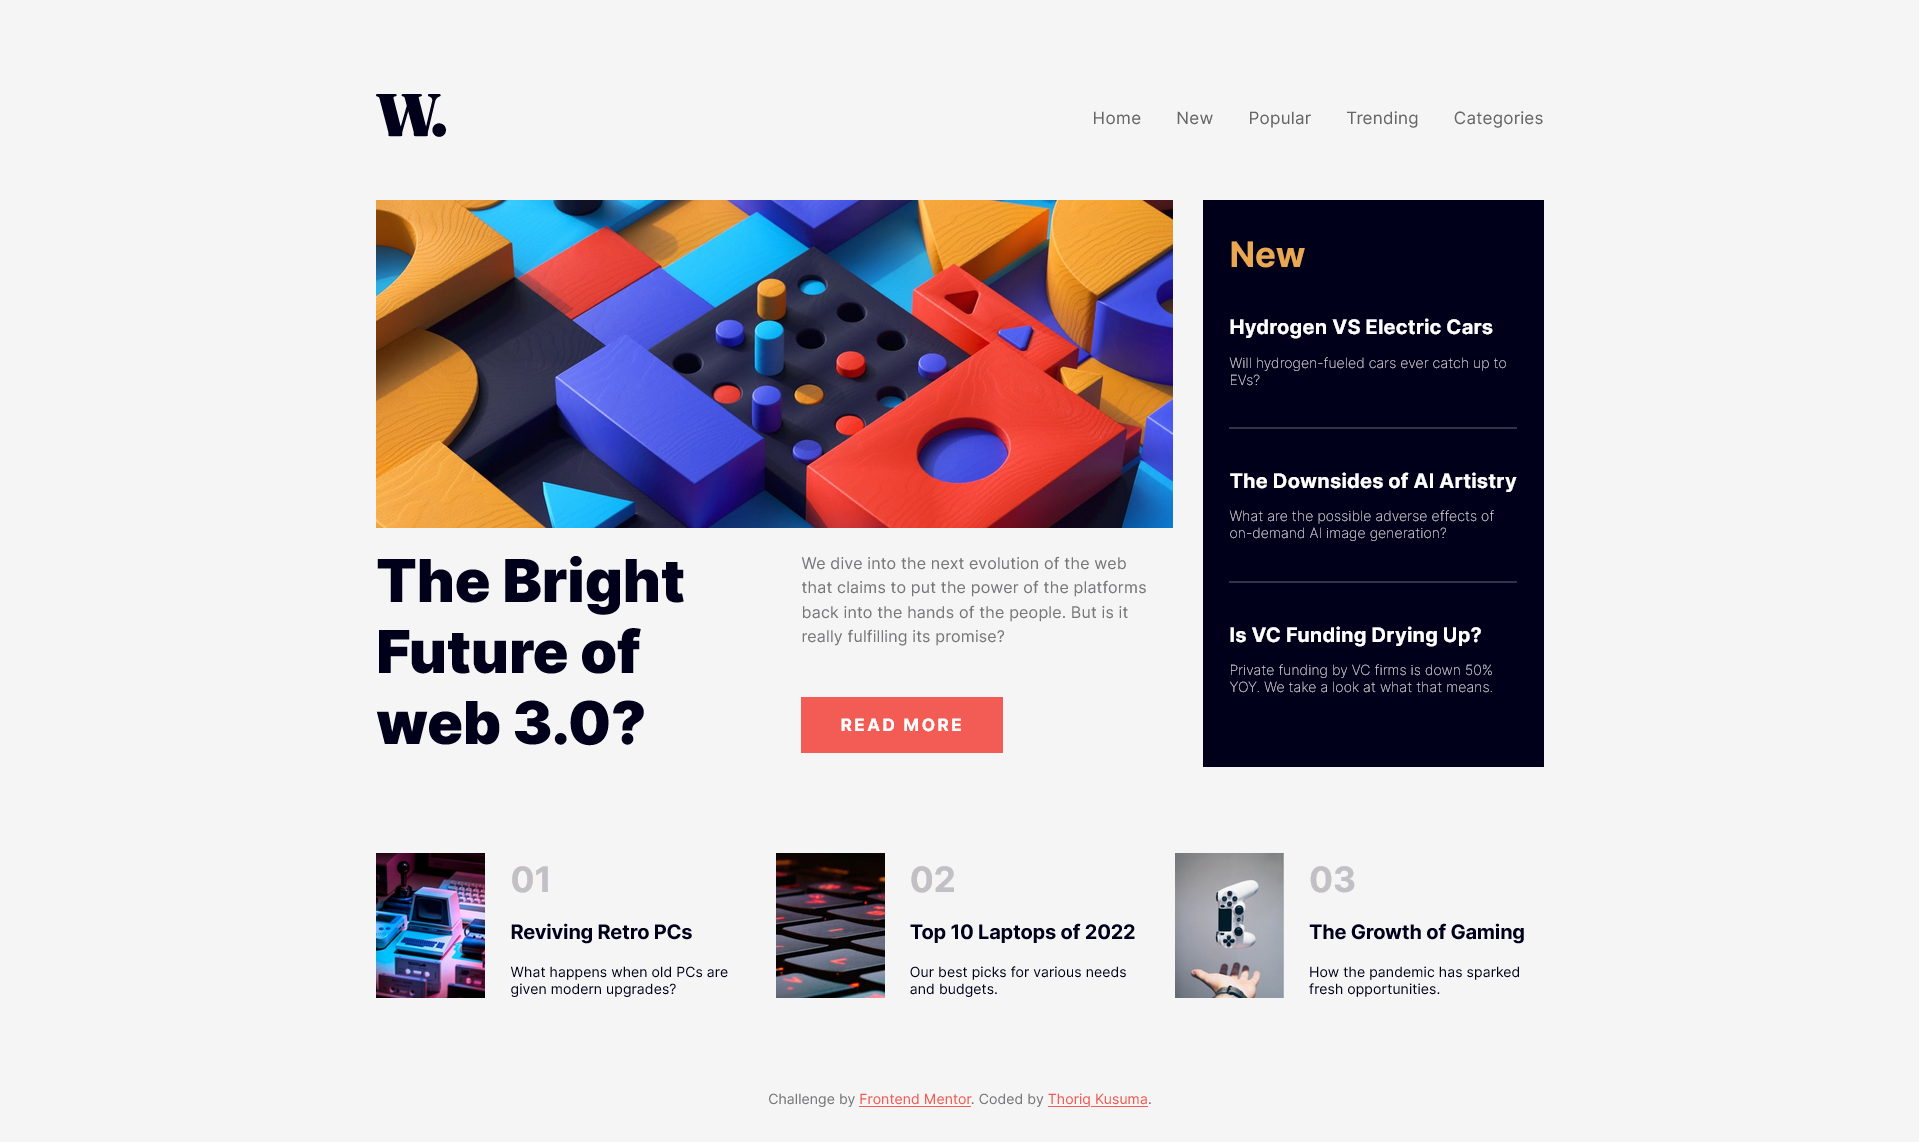 W.
Home New Popular Trending Categories
The Bright
Future of
web 3.0?
We dive into the next evolution of the web
that claims to put the power of the platforms
back into the hands of the people. But is it
really fulfilling its promise?
READ MORE
New
Hydrogen VS Electric Cars
Will hydrogen-fueled cars ever catch up to
EVs?
The Downsides of AI Artistry
What are the possible adverse effects of
on-demand AI image generation?
Is VC Funding Drying Up?
Private funding by VC firms is down 50%
YOY. We take a look at what that means.
01
Reviving Retro PCs
What happens when old PCs are
given modern upgrades?
02
Top 10 Laptops of 2022
Our best picks for various needs
and budgets.
03
The Growth of Gaming
How the pandemic has sparked
fresh opportunities.
Challenge by Frontend Mentor. Coded by Thoriq Kusuma.